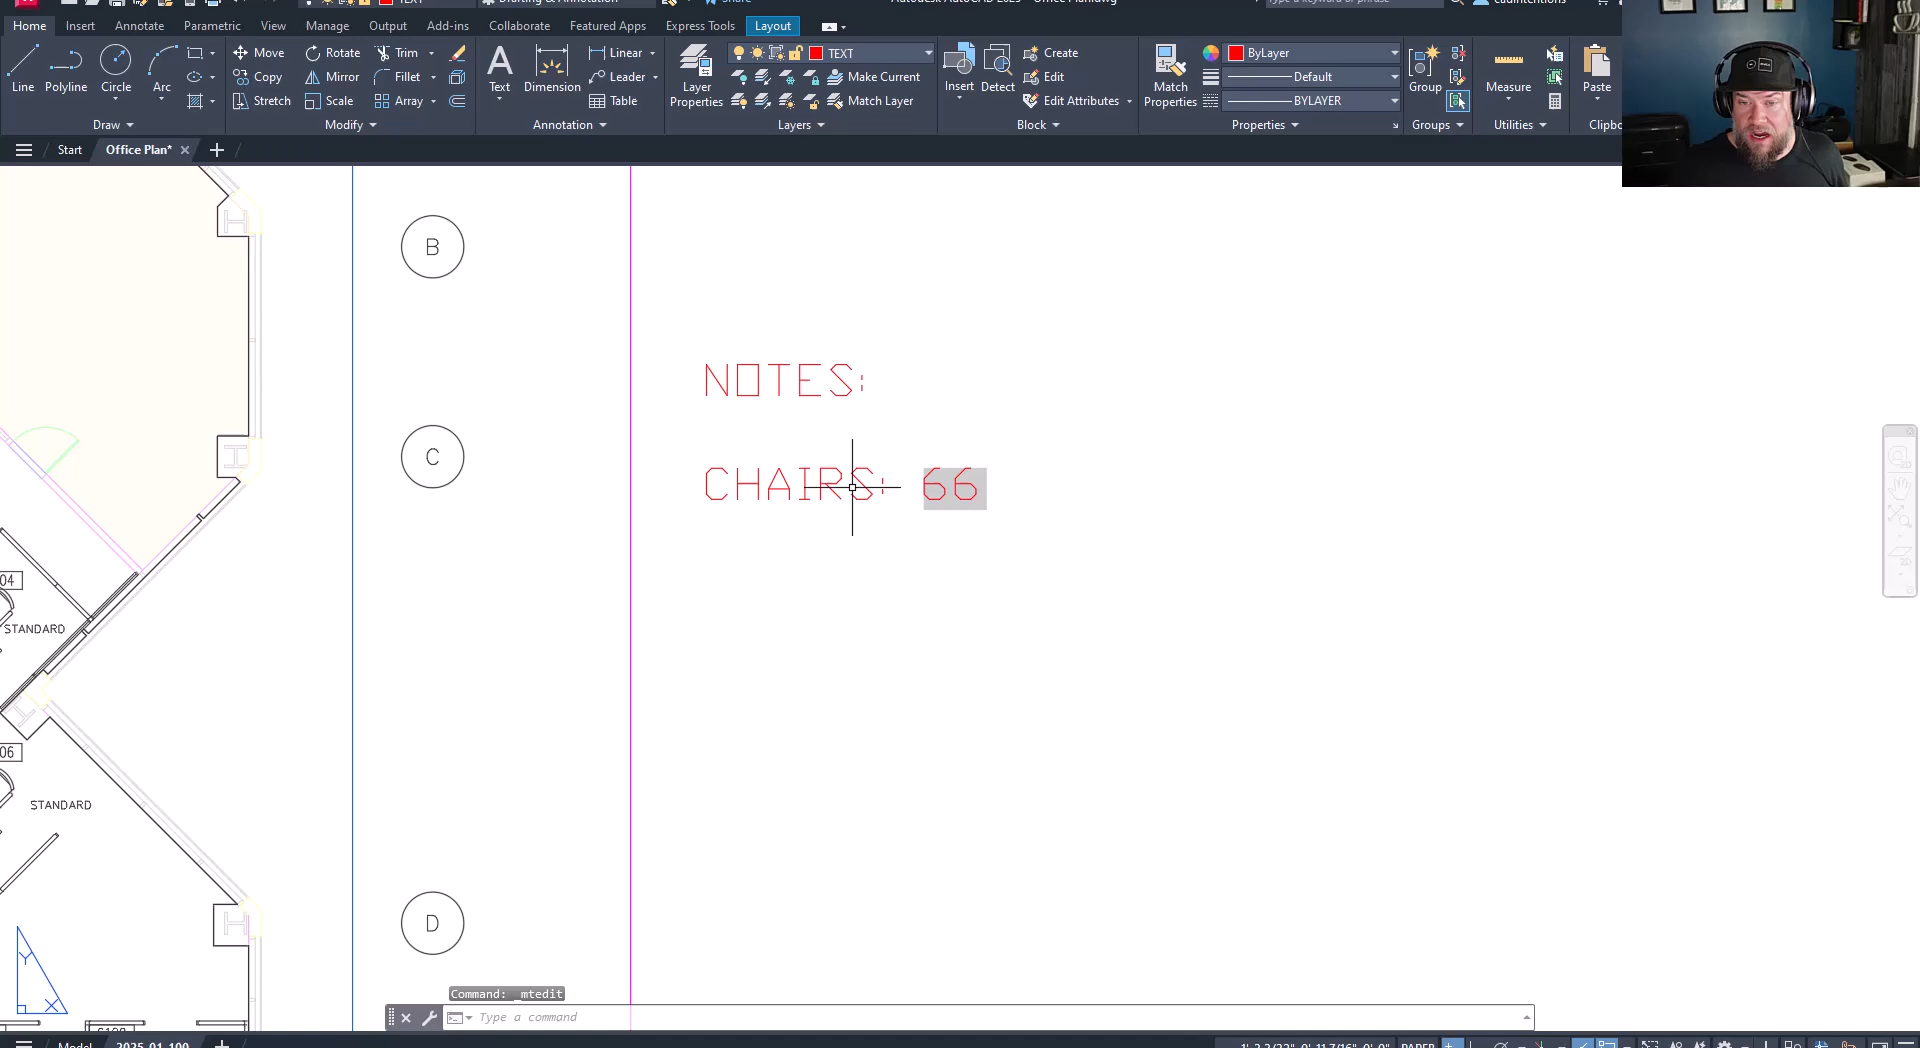 Home Insert Annotate Parametric View Manage Output Add-ins Collaborate Express Tools Featured Apps Layout
Line Polyline Circle Arc
Draw
Move Rotate Trim
Copy Mirror Fillet
Stretch Scale Array
Modify
Text Dimension
Linear
Leader
Table
Annotation
Layer Properties
TEXT
Make Current
Match Layer
Layers
Insert Detect
Create
Edit
Edit Attributes
Block
Match Properties
ByLayer
Default
BYLAYER
Properties
Group
Groups
Measure
Utilities
Paste
Start Office Plan*
B
C
D
NOTES:
CHAIRS: 66
04
STANDARD
06
STANDARD
H
I
I
H
Y
X
Command: _mtedit
Type a command
PAPER